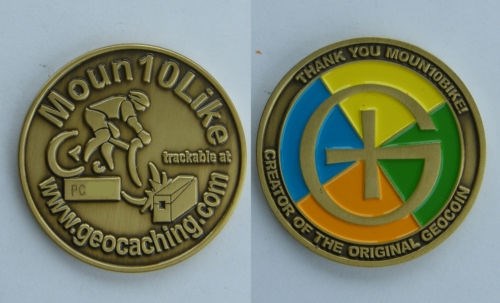 Moun10Like
trackable at
PC
www.geocaching.com
THANK YOU MOUN10BIKE!
G
CREATOR OF THE ORIGINAL GEOCOIN